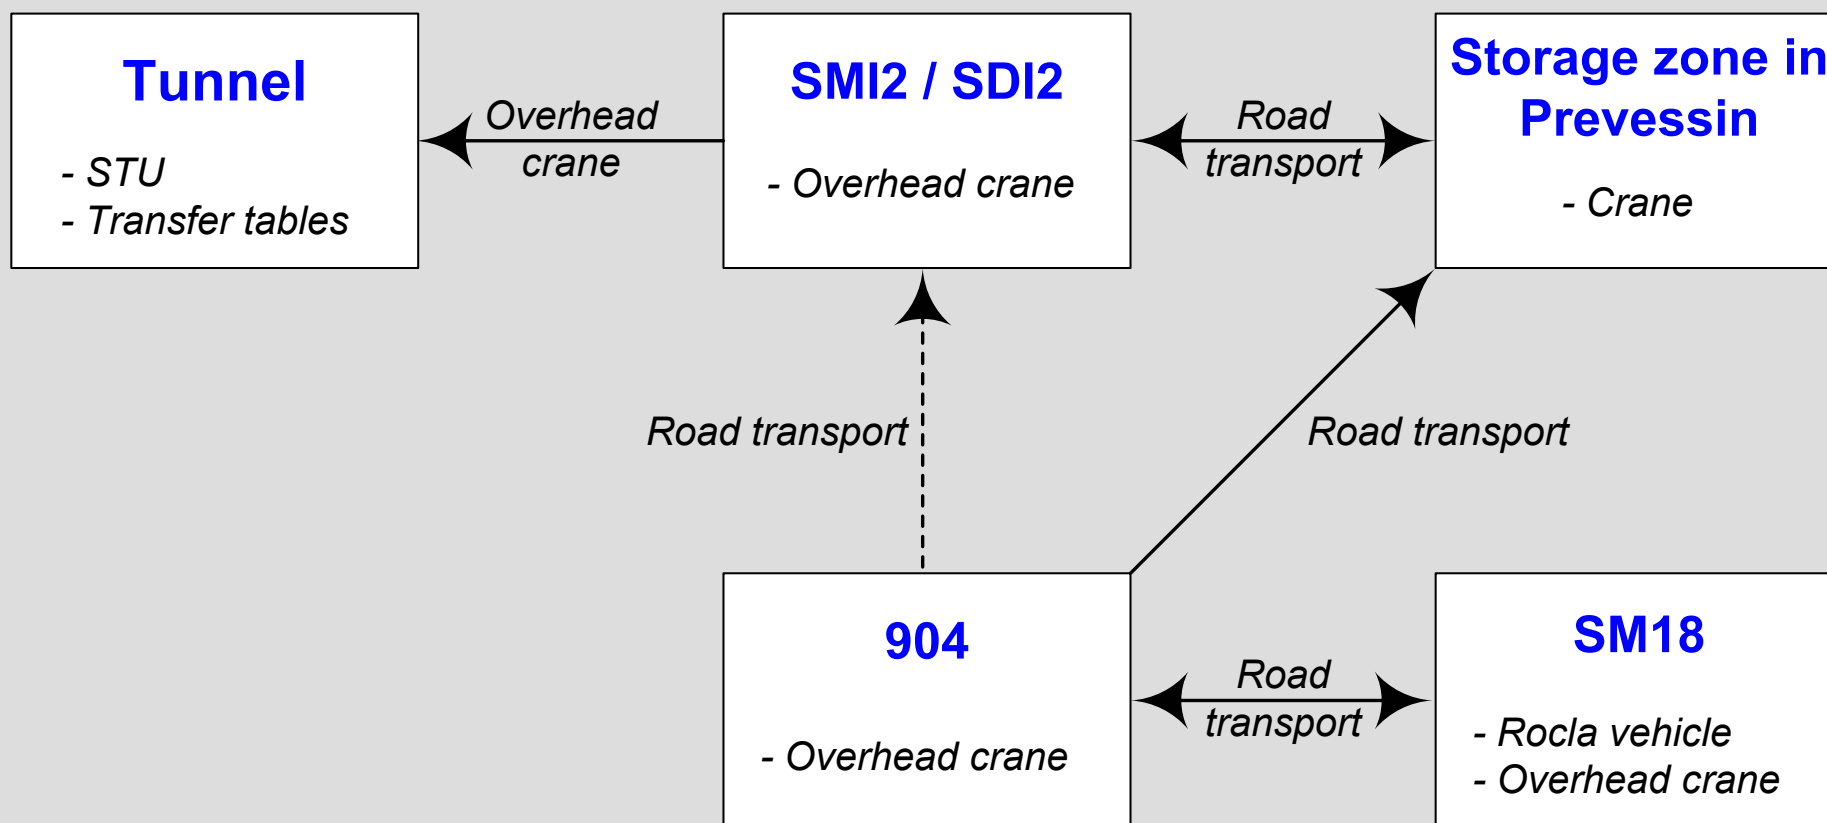 Tunnel
- STU
- Transfer tables
Overhead
crane
SMI2 / SDI2
- Overhead crane
Road
transport
Storage zone in
Prevessin
- Crane
Road transport
Road transport
904
- Overhead crane
Road
transport
SM18
- Rocla vehicle
- Overhead crane